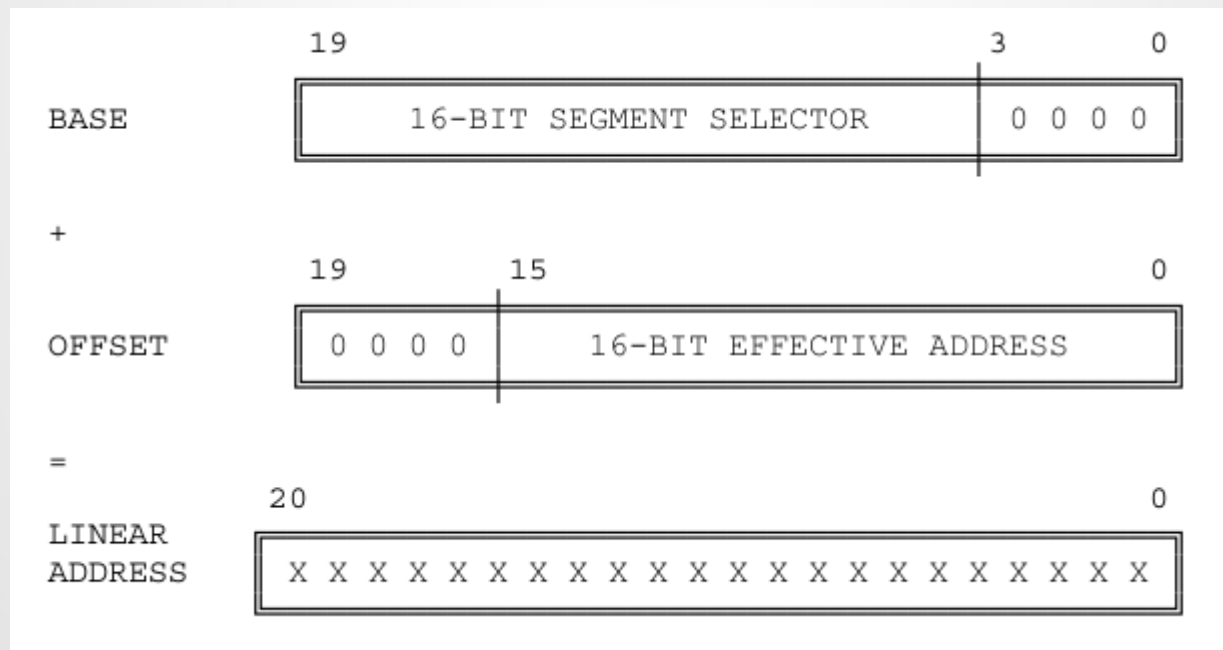 19 3 0
BASE 16-BIT SEGMENT SELECTOR 0 0 0 0
+
19 15 0
OFFSET 0 0 0 0 16-BIT EFFECTIVE ADDRESS
=
20 0
LINEAR
ADDRESS X X X X X X X X X X X X X X X X X X X X X X